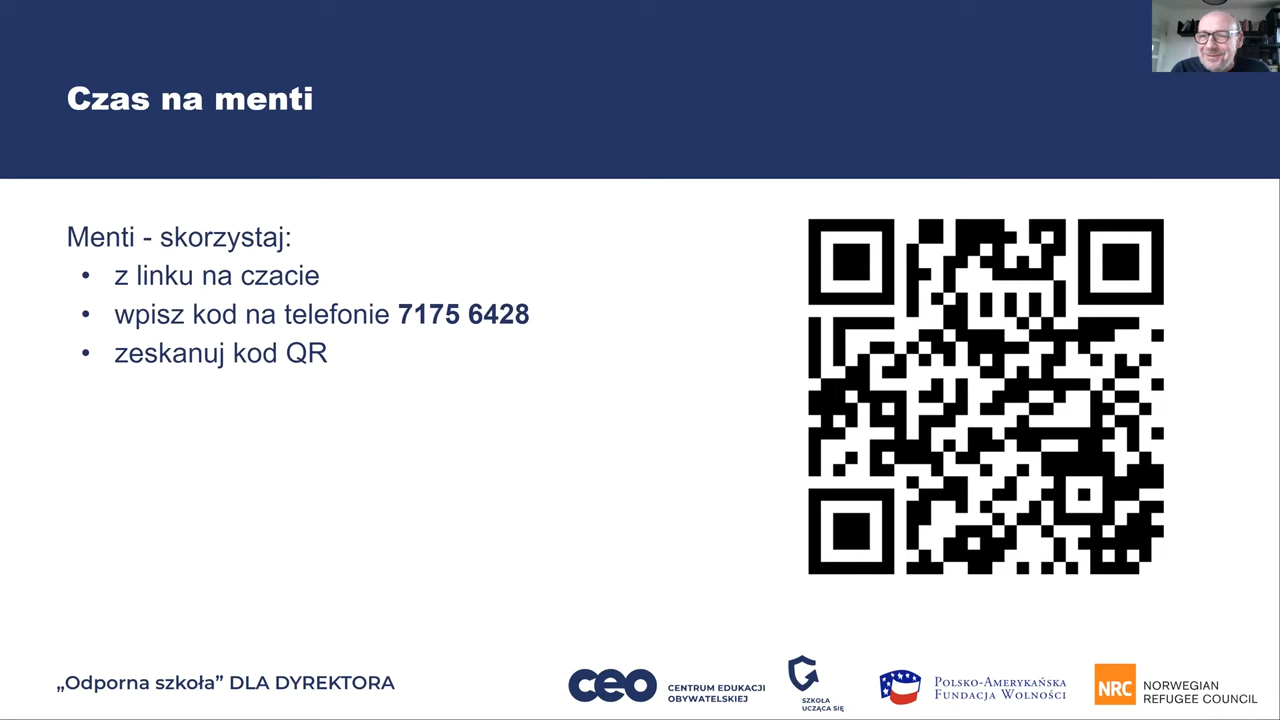 Czas na menti
Menti - skorzystaj:
• z linku na czacie
• wpisz kod na telefonie 7175 6428
• zeskanuj kod QR
„Odporna szkoła” DLA DYREKTORA
ceo
CENTRUM EDUKACJI
OBYWATELSKIEJ
SZKOŁA
UCZĄCA SIĘ
POLSKO-AMERYKAŃSKA
FUNDACJA WOLNOŚCI
NRC
NORWEGIAN
REFUGEE COUNCIL